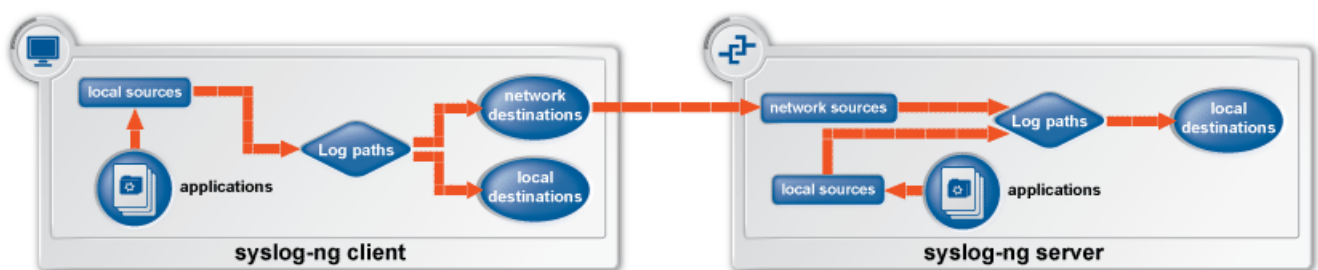 local sources
applications
Log paths
network
destinations
local
destinations
syslog-ng client
network sources
local sources
applications
Log paths
local
destinations
syslog-ng server